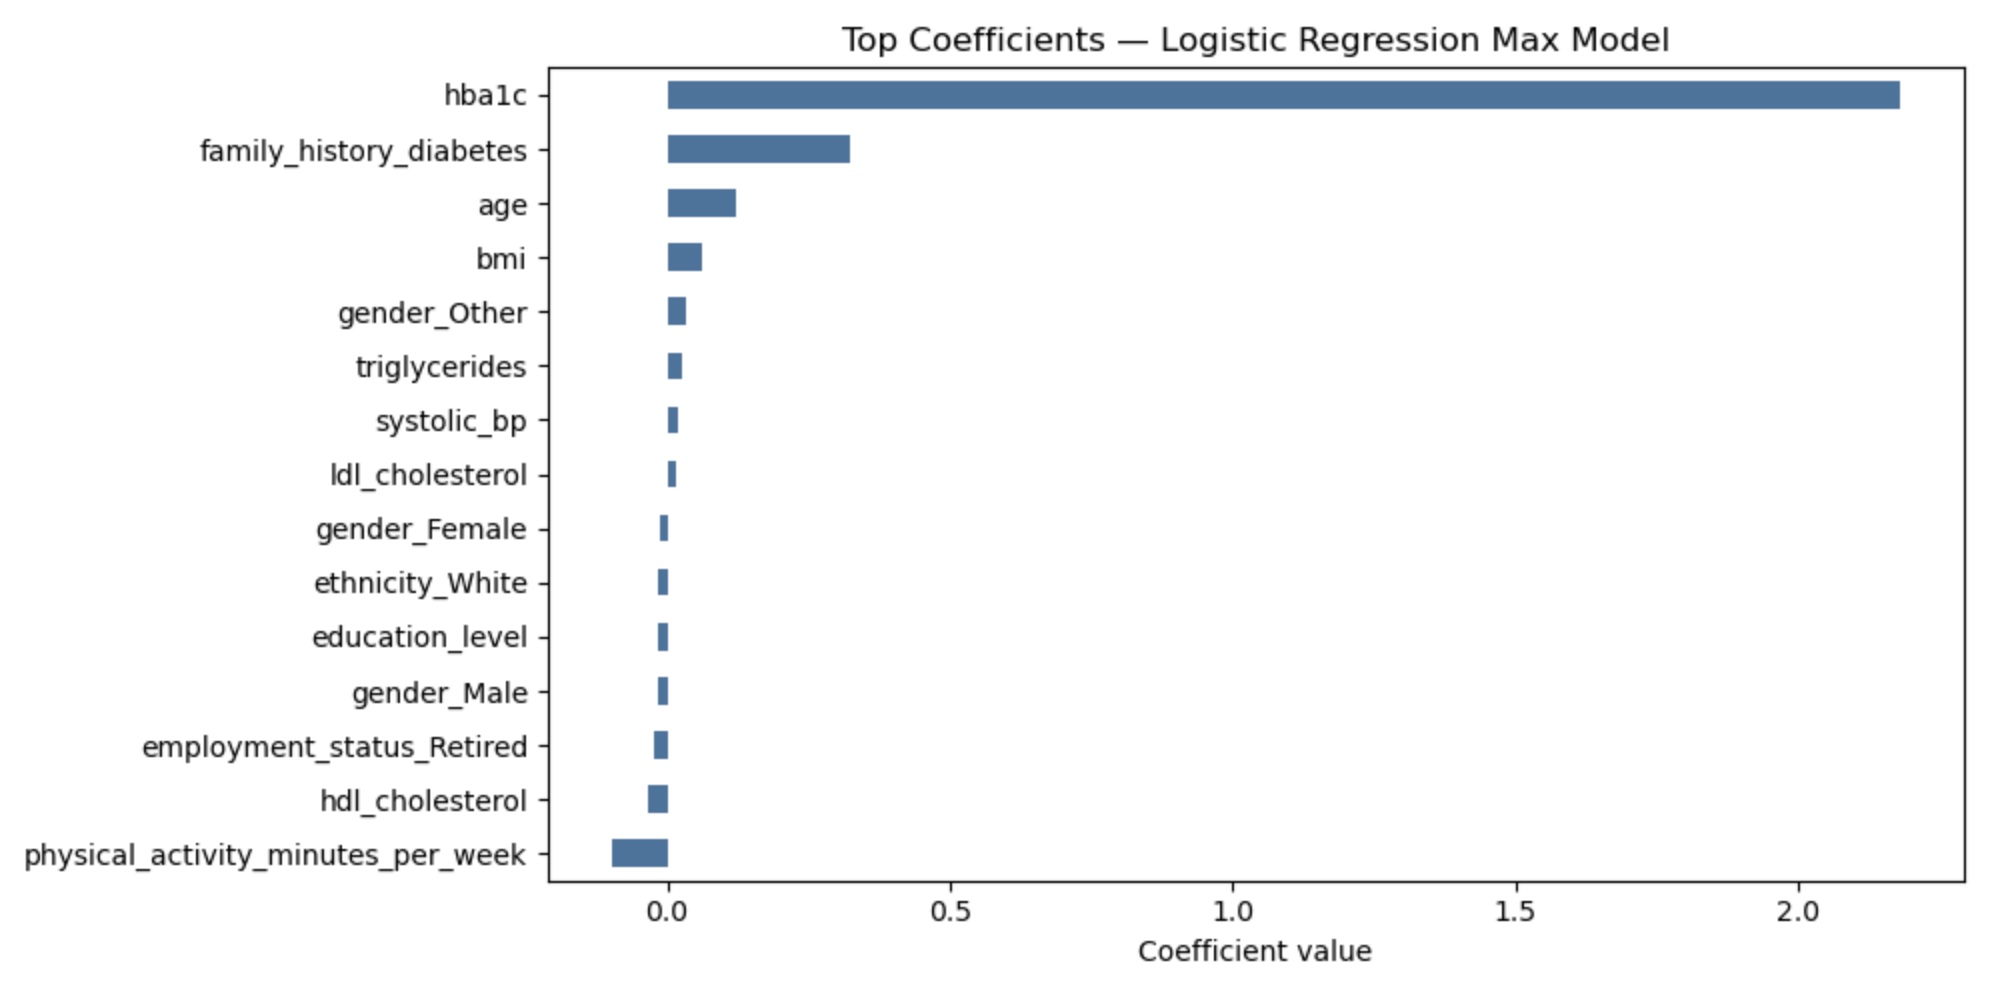 Top Coefficients — Logistic Regression Max Model
hba1c
family_history_diabetes
age
bmi
gender_Other
triglycerides
systolic_bp
ldl_cholesterol
gender_Female
ethnicity_White
education_level
gender_Male
employment_status_Retired
hdl_cholesterol
physical_activity_minutes_per_week
0.0 0.5 1.0 1.5 2.0
Coefficient value